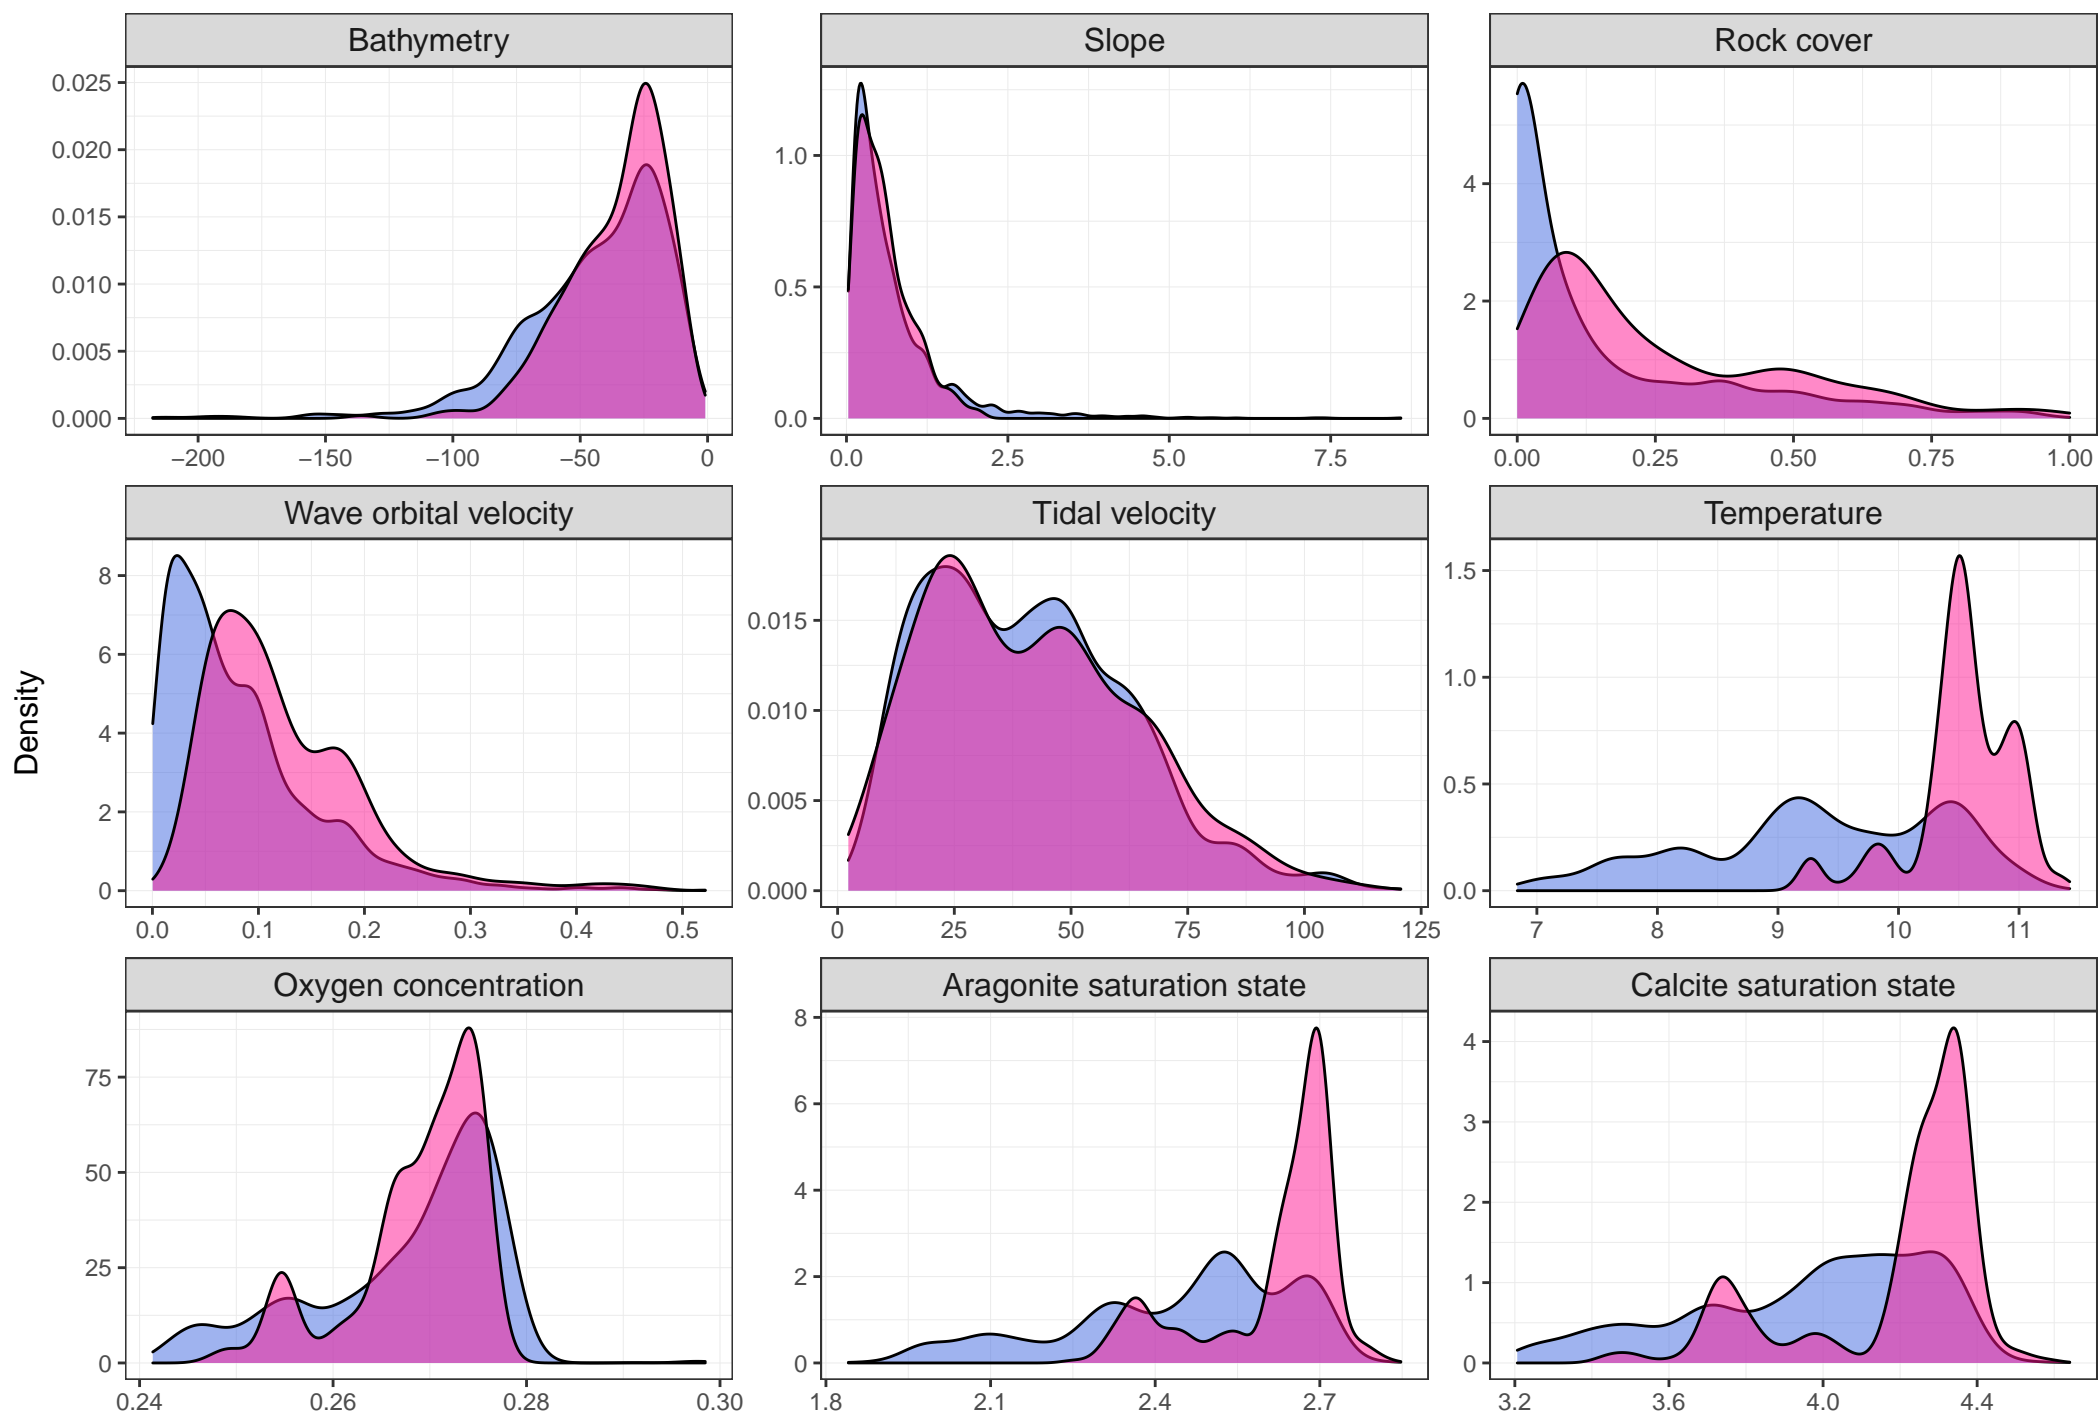 Bathymetry
Slope
Rock cover
0.025
0.020
0.015
0.010
0.005
0.000
1.0
0.5
0.0
4
2
0
−200 −150 −100 −50 0
0.0 2.5 5.0 7.5
0.00 0.25 0.50 0.75 1.00
Wave orbital velocity
Tidal velocity
Temperature
Density
8
6
4
2
0
0.015
0.010
0.005
0.000
1.5
1.0
0.5
0.0
0.0 0.1 0.2 0.3 0.4 0.5
0 25 50 75 100 125
7 8 9 10 11
Oxygen concentration
Aragonite saturation state
Calcite saturation state
75
50
25
0
8
6
4
2
0
4
3
2
1
0
0.24 0.26 0.28 0.30
1.8 2.1 2.4 2.7
3.2 3.6 4.0 4.4